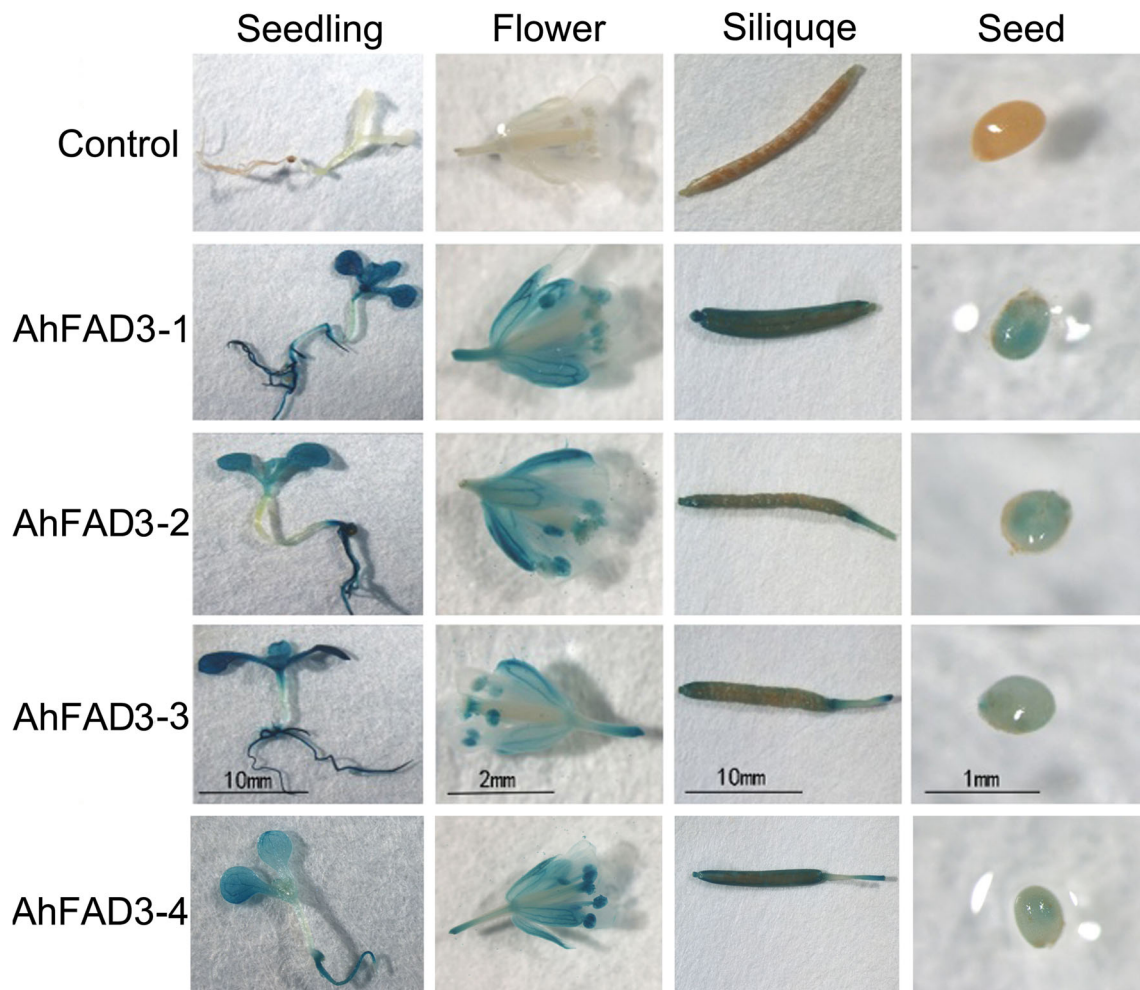 Seedling Flower Siliquqe Seed
Control
AhFAD3-1
AhFAD3-2
AhFAD3-3
10mm 2mm 10mm 1mm
AhFAD3-4